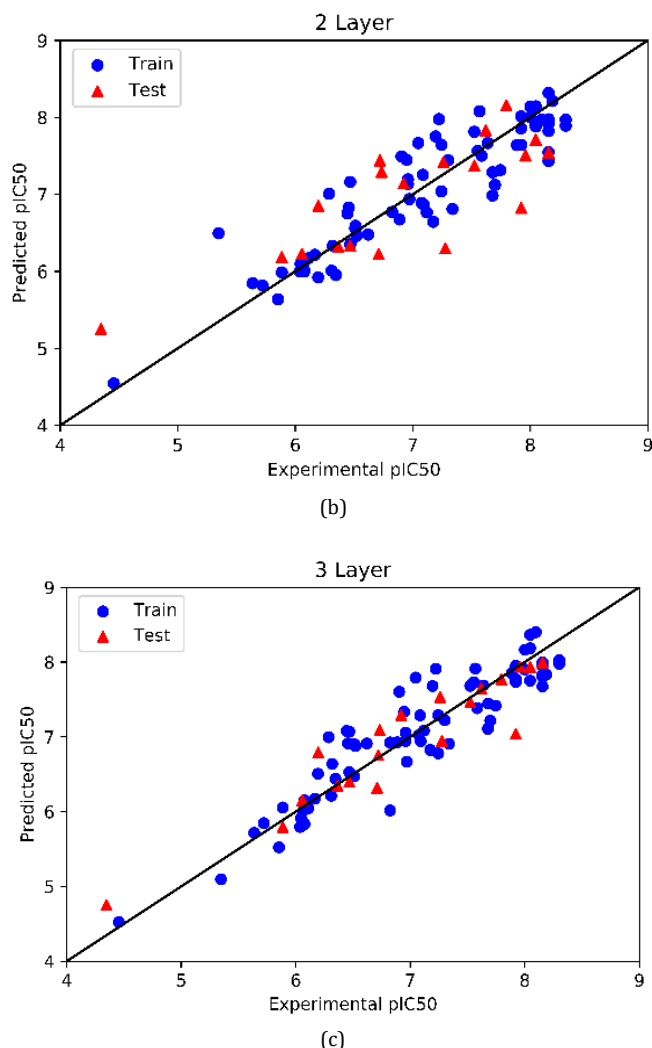 2 Layer
9
Train
Test
8
7
6
5
4
Predicted pIC50
4 5 6 7 8 9
Experimental pIC50
(b)
3 Layer
9
Train
Test
8
7
6
5
4
Predicted pIC50
4 5 6 7 8 9
Experimental pIC50
(c)